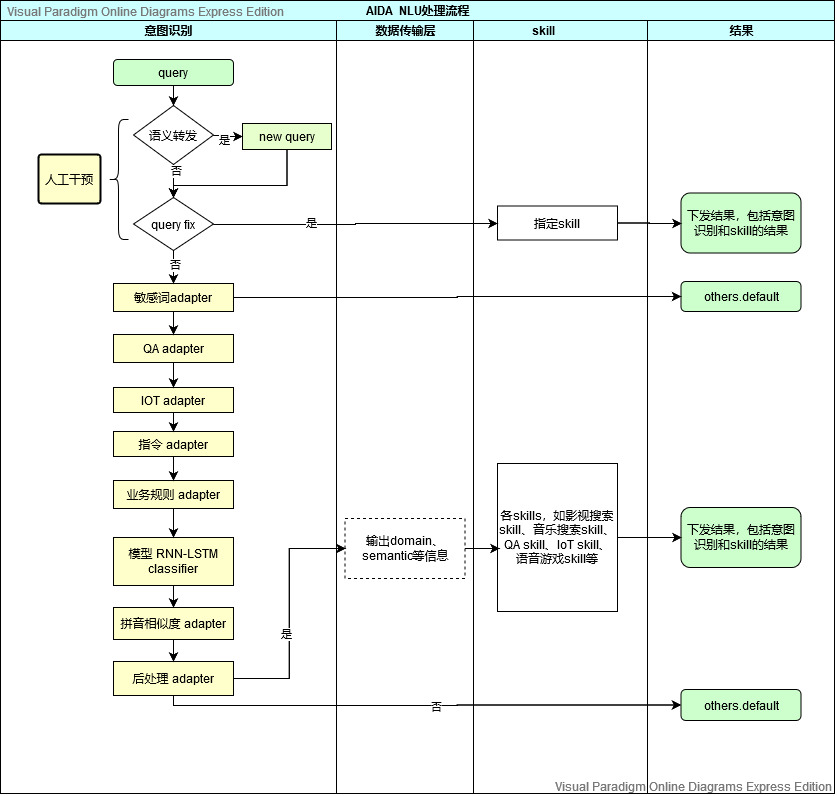 Visual Paradigm Online Diagrams Express Edition
AIDA NLU处理流程
意图识别
数据传输层
skill
结果
query
语义转发
是
new query
否
人工干预
query fix
是
指定skill
下发结果，包括意图
识别和skill的结果
否
敏感词adapter
others.default
QA adapter
IOT adapter
指令 adapter
业务规则 adapter
模型 RNN-LSTM
classifier
输出domain、
semantic等信息
各skills，如影视搜索
skill、音乐搜索skill、
QA skill、IoT skill、
语音游戏skill等
下发结果，包括意图
识别和skill的结果
拼音相似度 adapter
是
后处理 adapter
否
others.default
Visual Paradigm Online Diagrams Express Edition